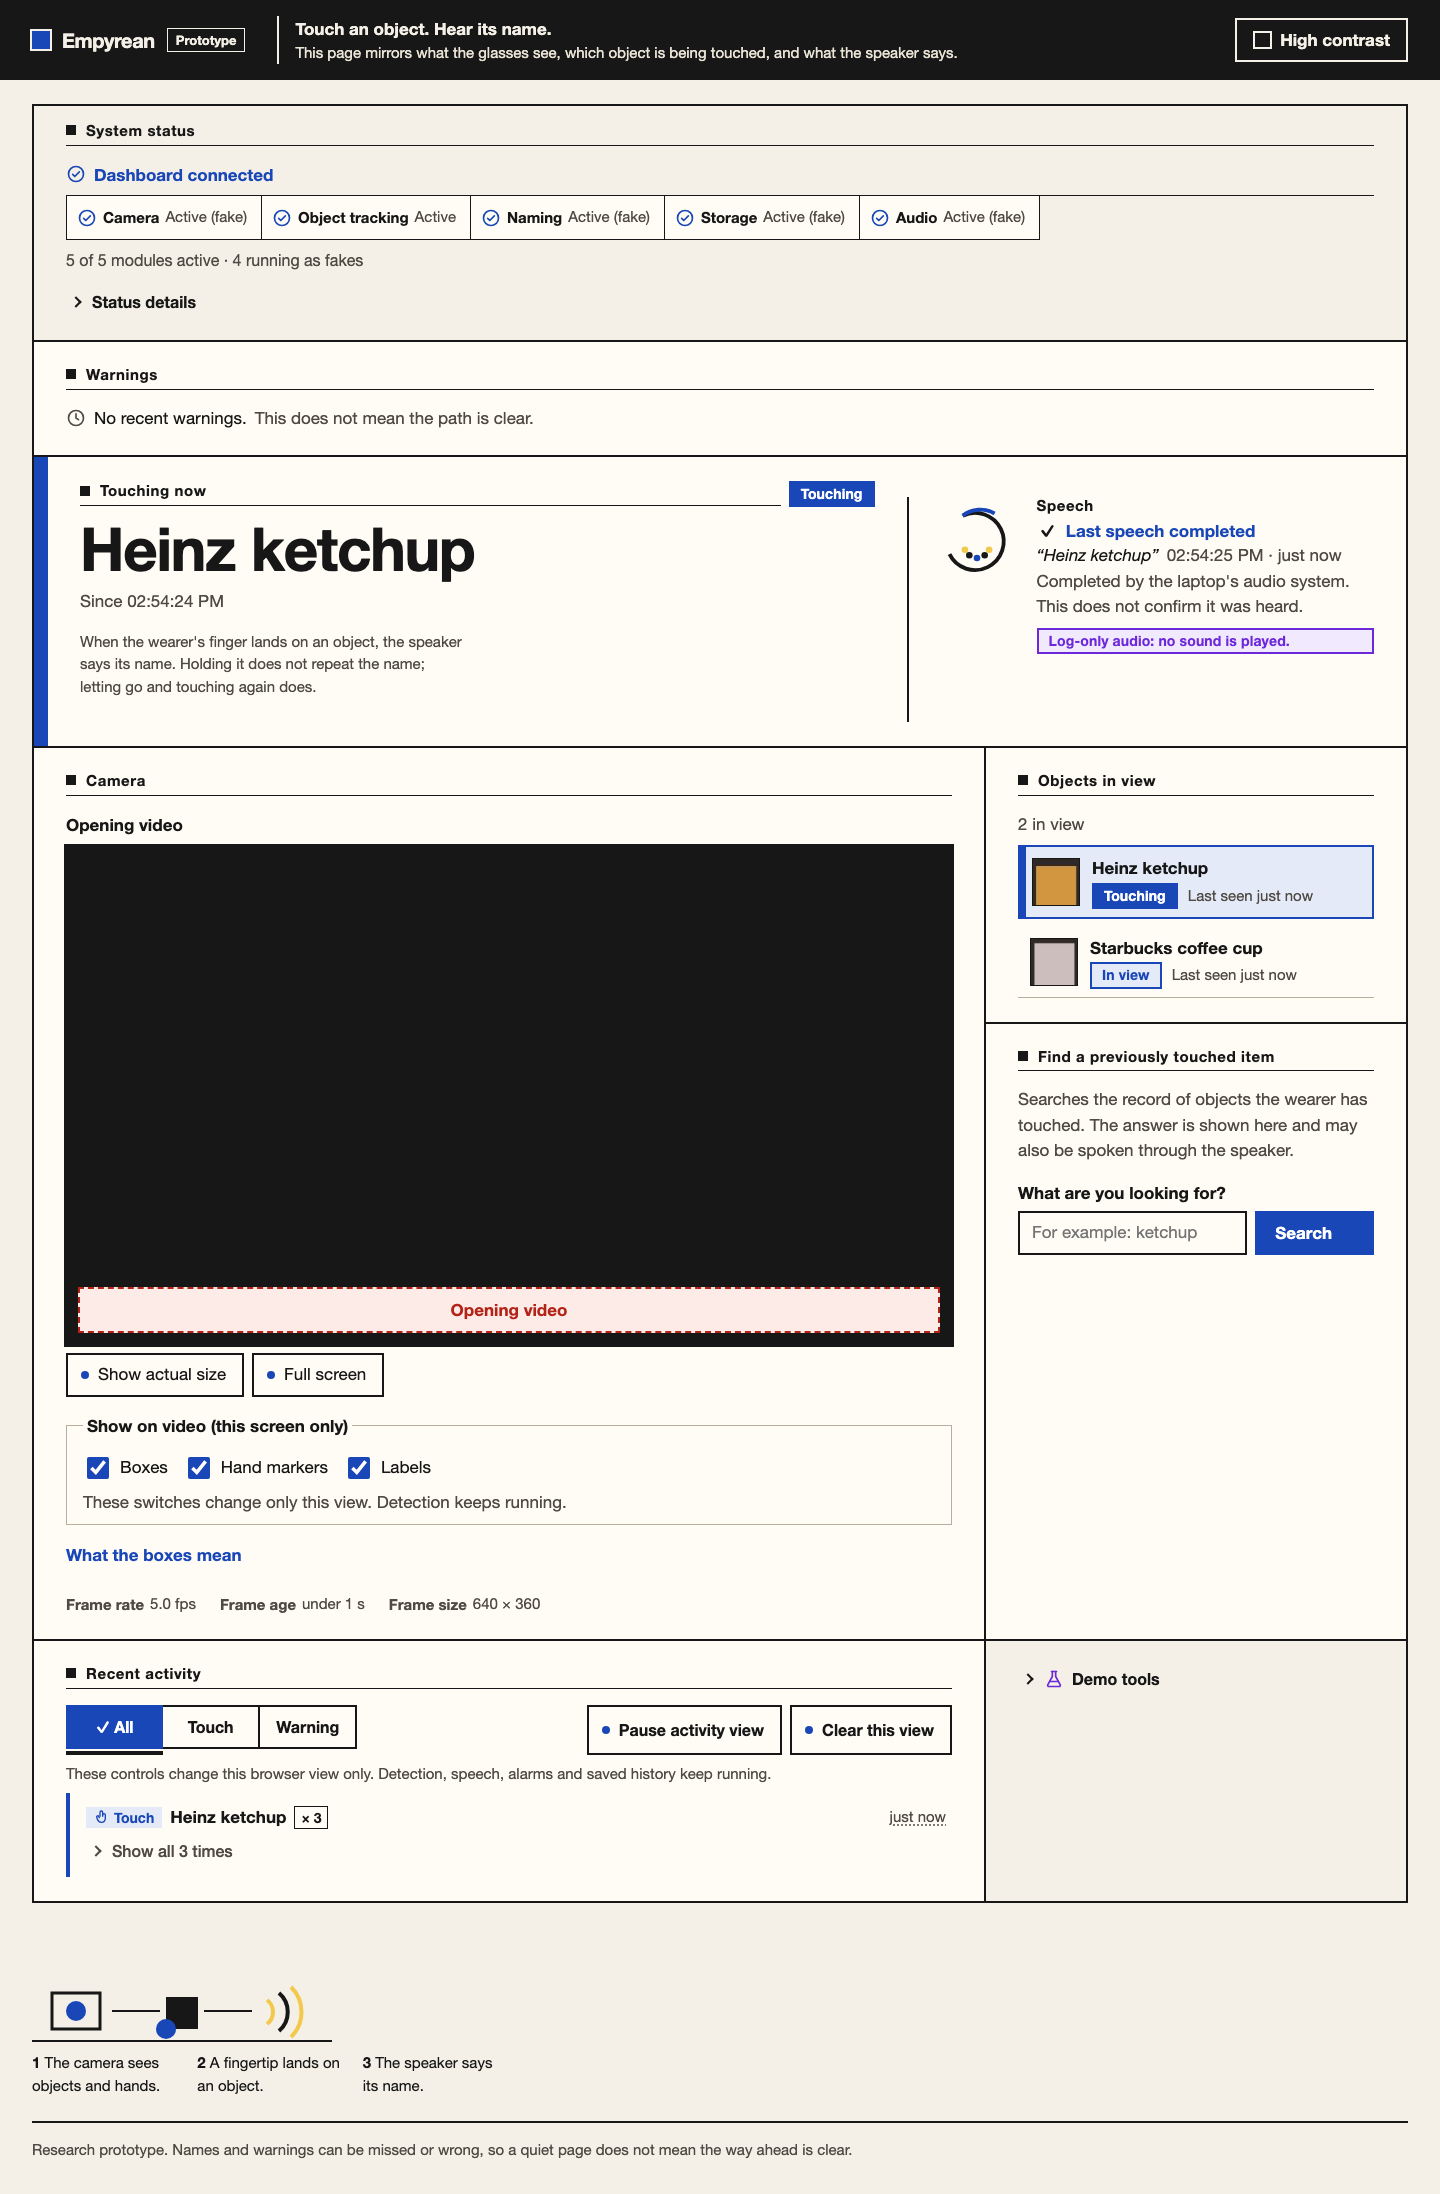 Empyrean
Prototype
Touch an object. Hear its name.
This page mirrors what the glasses see, which object is being touched, and what the speaker says.
High contrast
System status
Dashboard connected
Camera Active (fake)
Object tracking Active
Naming Active (fake)
Storage Active (fake)
Audio Active (fake)
5 of 5 modules active · 4 running as fakes
Status details
Warnings
No recent warnings. This does not mean the path is clear.
Touching now
Touching
Heinz ketchup
Since 02:54:24 PM
When the wearer's finger lands on an object, the speaker
says its name. Holding it does not repeat the name;
letting go and touching again does.
Speech
Last speech completed
“Heinz ketchup” 02:54:25 PM · just now
Completed by the laptop's audio system.
This does not confirm it was heard.
Log-only audio: no sound is played.
Camera
Opening video
Opening video
Show actual size
Full screen
Show on video (this screen only)
Boxes
Hand markers
Labels
These switches change only this view. Detection keeps running.
What the boxes mean
Frame rate 5.0 fps
Frame age under 1 s
Frame size 640 × 360
Objects in view
2 in view
Heinz ketchup
Touching Last seen just now
Starbucks coffee cup
In view Last seen just now
Find a previously touched item
Searches the record of objects the wearer has
touched. The answer is shown here and may
also be spoken through the speaker.
What are you looking for?
For example: ketchup
Search
Recent activity
All
Touch
Warning
Pause activity view
Clear this view
These controls change this browser view only. Detection, speech, alarms and saved history keep running.
Touch Heinz ketchup × 3
just now
Show all 3 times
Demo tools
1 The camera sees
objects and hands.
2 A fingertip lands on
an object.
3 The speaker says
its name.
Research prototype. Names and warnings can be missed or wrong, so a quiet page does not mean the way ahead is clear.